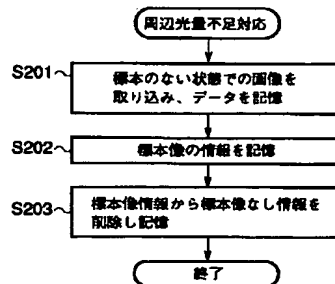 周辺光量不足対応
S201
標本のない状態での画像を
取り込み、データを記憶
S202
標本像の情報を記憶
S203
標本像情報から標本像なし情報を
削除し記憶
終了